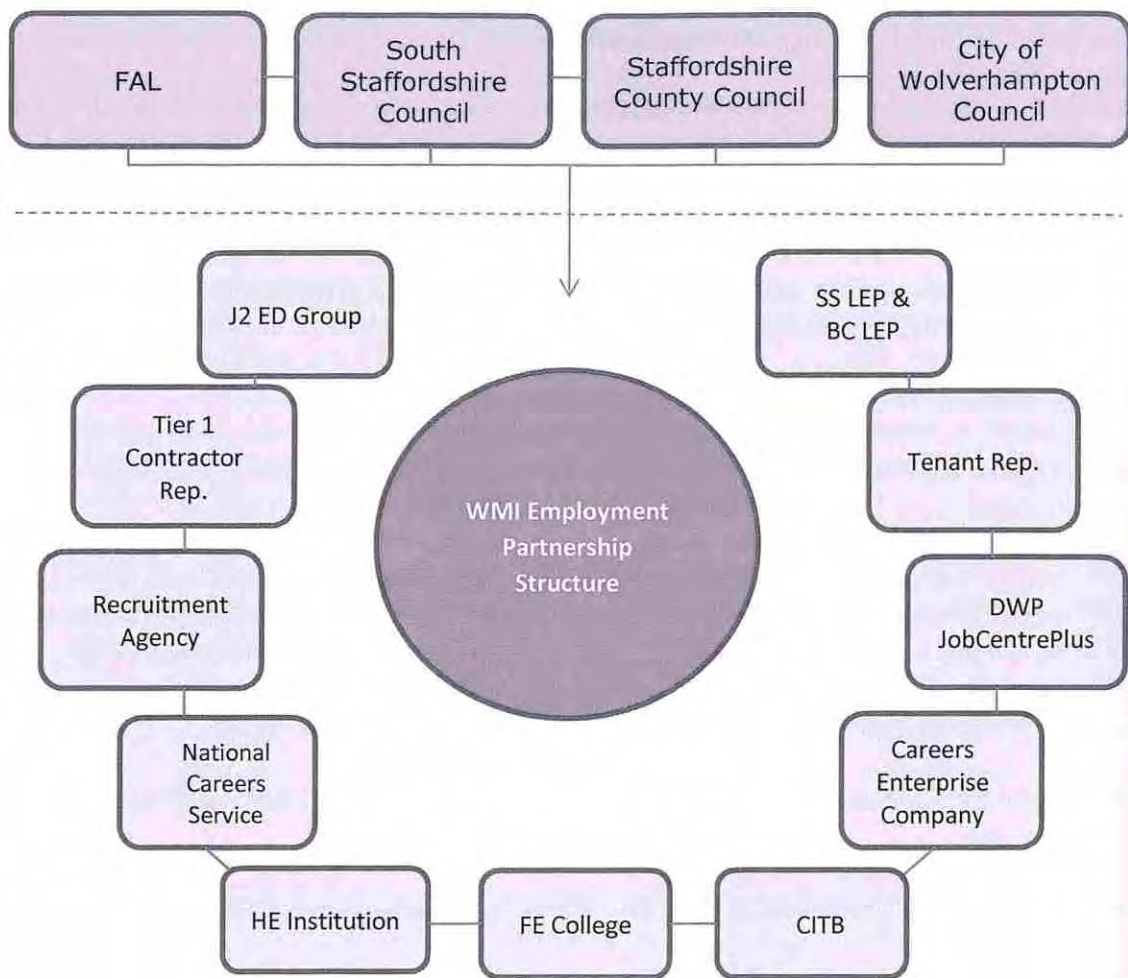 FAL
South
Staffordshire
Council
Staffordshire
County Council
City of
Wolverhampton
Council
J2 ED Group
SS LEP &
BC LEP
Tier 1
Contractor
Rep.
Tenant Rep.
WMI Employment
Partnership
Structure
Recruitment
Agency
DWP
JobCentrePlus
National
Careers
Service
Careers
Enterprise
Company
HE Institution
FE College
CITB